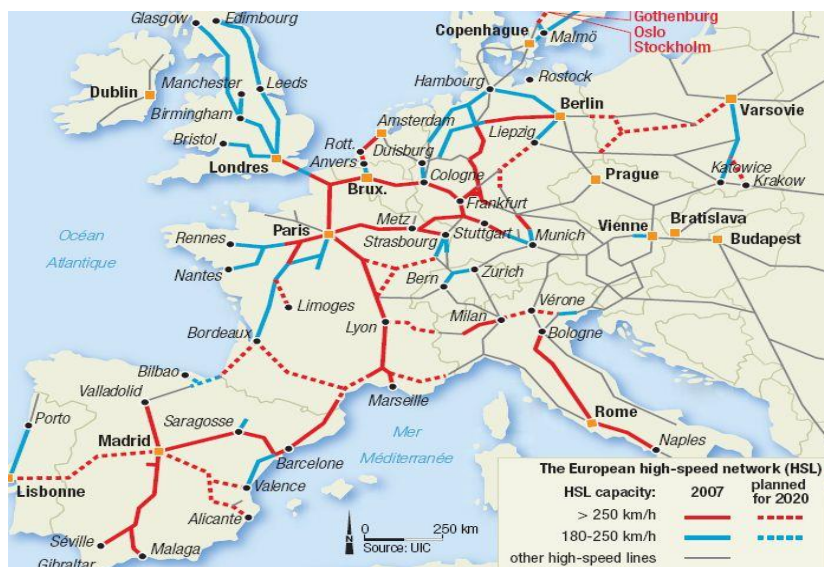 Glasgow
Edimbourg
Gothenburg
Oslo
Stockholm
Copenhague
Malmö
Dublin
Manchester
Leeds
Hambourg
Rostock
Birmingham
Amsterdam
Berlin
Varsovie
Bristol
Rott.
Duisburg
Liepzig
Londres
Anvers
Brux.
Cologne
Prague
Katowice
Krakow
Frankfurt
Océan
Atlantique
Rennes
Paris
Metz
Strasbourg
Stuttgart
Munich
Vienne
Bratislava
Budapest
Nantes
Bern
Zurich
Limoges
Lyon
Milan
Vérone
Bologne
Bordeaux
Bilbao
Valladolid
Marseille
Porto
Saragosse
Rome
Madrid
Mer
Méditerranée
Naples
Barcelone
Lisbonne
Valence
Alicante
Séville
Malaga
Gibraltar
N
0 250 km
Source: UIC
The European high-speed network (HSL)
HSL capacity: 2007 planned
for 2020
> 250 km/h
180-250 km/h
other high-speed lines